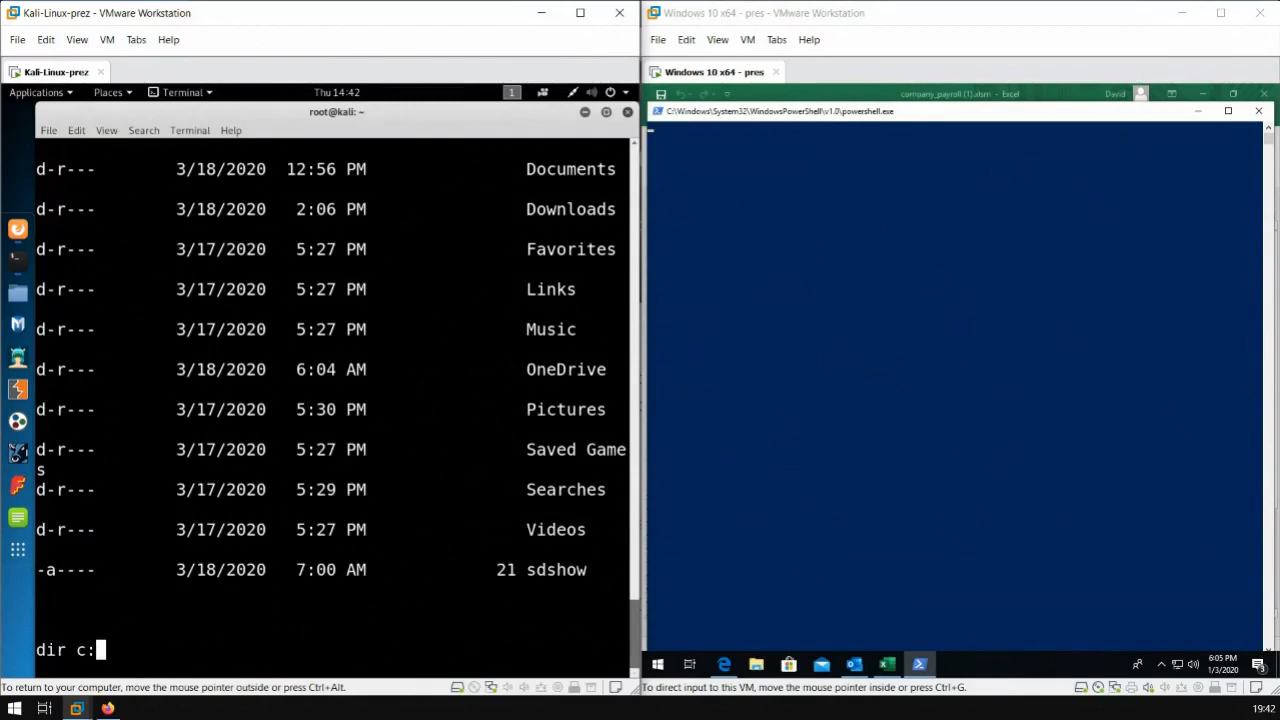 Kali-Linux-prez - VMware Workstation
File Edit View VM Tabs Help
Kali-Linux-prez
Applications Places Terminal Thu 14:42 1
root@kali: ~
File Edit View Search Terminal Help
d-r--- 3/18/2020 12:56 PM Documents
d-r--- 3/18/2020 2:06 PM Downloads
d-r--- 3/17/2020 5:27 PM Favorites
d-r--- 3/17/2020 5:27 PM Links
d-r--- 3/17/2020 5:27 PM Music
d-r--- 3/18/2020 6:04 AM OneDrive
d-r--- 3/17/2020 5:30 PM Pictures
d-r--- 3/17/2020 5:27 PM Saved Game
s
d-r--- 3/17/2020 5:29 PM Searches
d-r--- 3/17/2020 5:27 PM Videos
-a---- 3/18/2020 7:00 AM 21 sdshow
dir c:
To return to your computer, move the mouse pointer outside or press Ctrl+Alt.
Windows 10 x64 - pres - VMware Workstation
File Edit View VM Tabs Help
Windows 10 x64 - pres
company_payroll (1).xlsm - Excel David
C:\Windows\System32\WindowsPowerShell\v1.0\powershell.exe
6:05 PM
1/3/2020
To direct input to this VM, move the mouse pointer inside or press Ctrl+G.
19:42